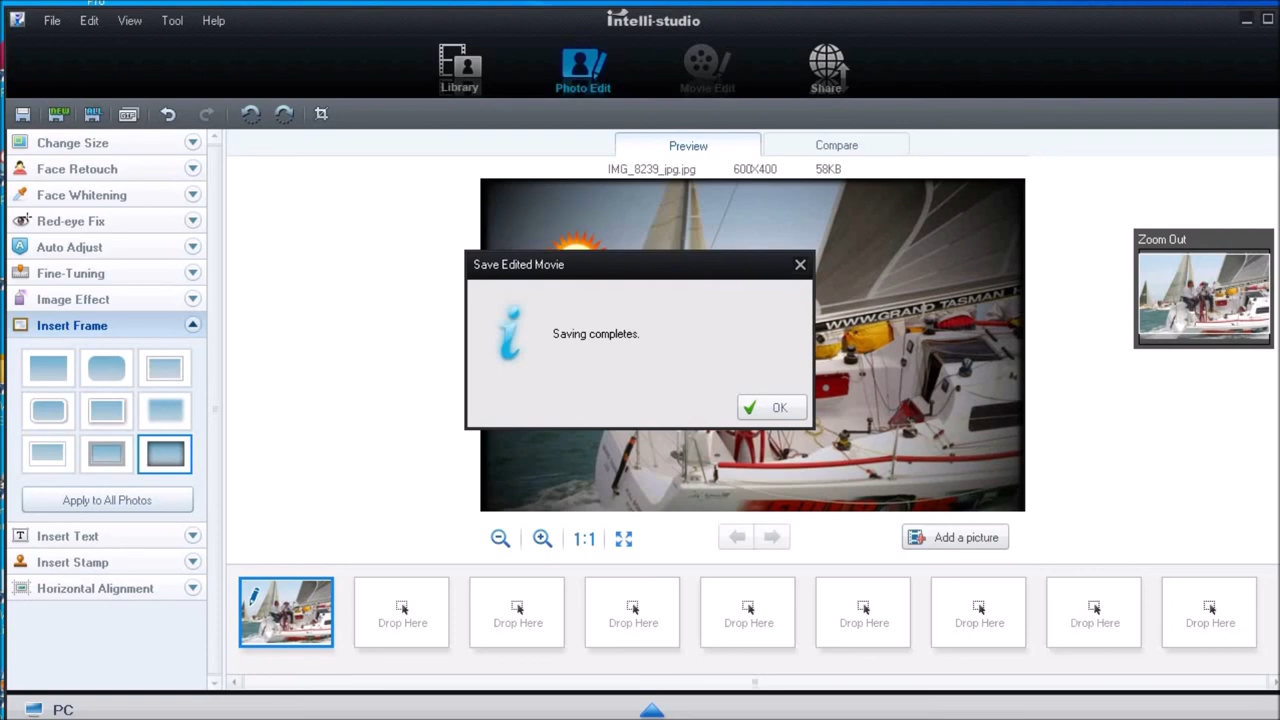 Pro
File Edit View Tool Help
Intelli-studio
Library Photo Edit Movie Edit Share
NEW ALL
Change Size
Face Retouch
Face Whitening
Red-eye Fix
Auto Adjust
Fine-Tuning
Image Effect
Insert Frame
Apply to All Photos
Insert Text
Insert Stamp
Horizontal Alignment
Preview Compare
IMG_8239_jpg.jpg 600X400 58KB
Zoom Out
WWW.GRAND TASMAN
Save Edited Movie
Saving completes.
OK
1:1
Add a picture
Drop Here Drop Here Drop Here Drop Here Drop Here Drop Here Drop Here Drop Here
PC